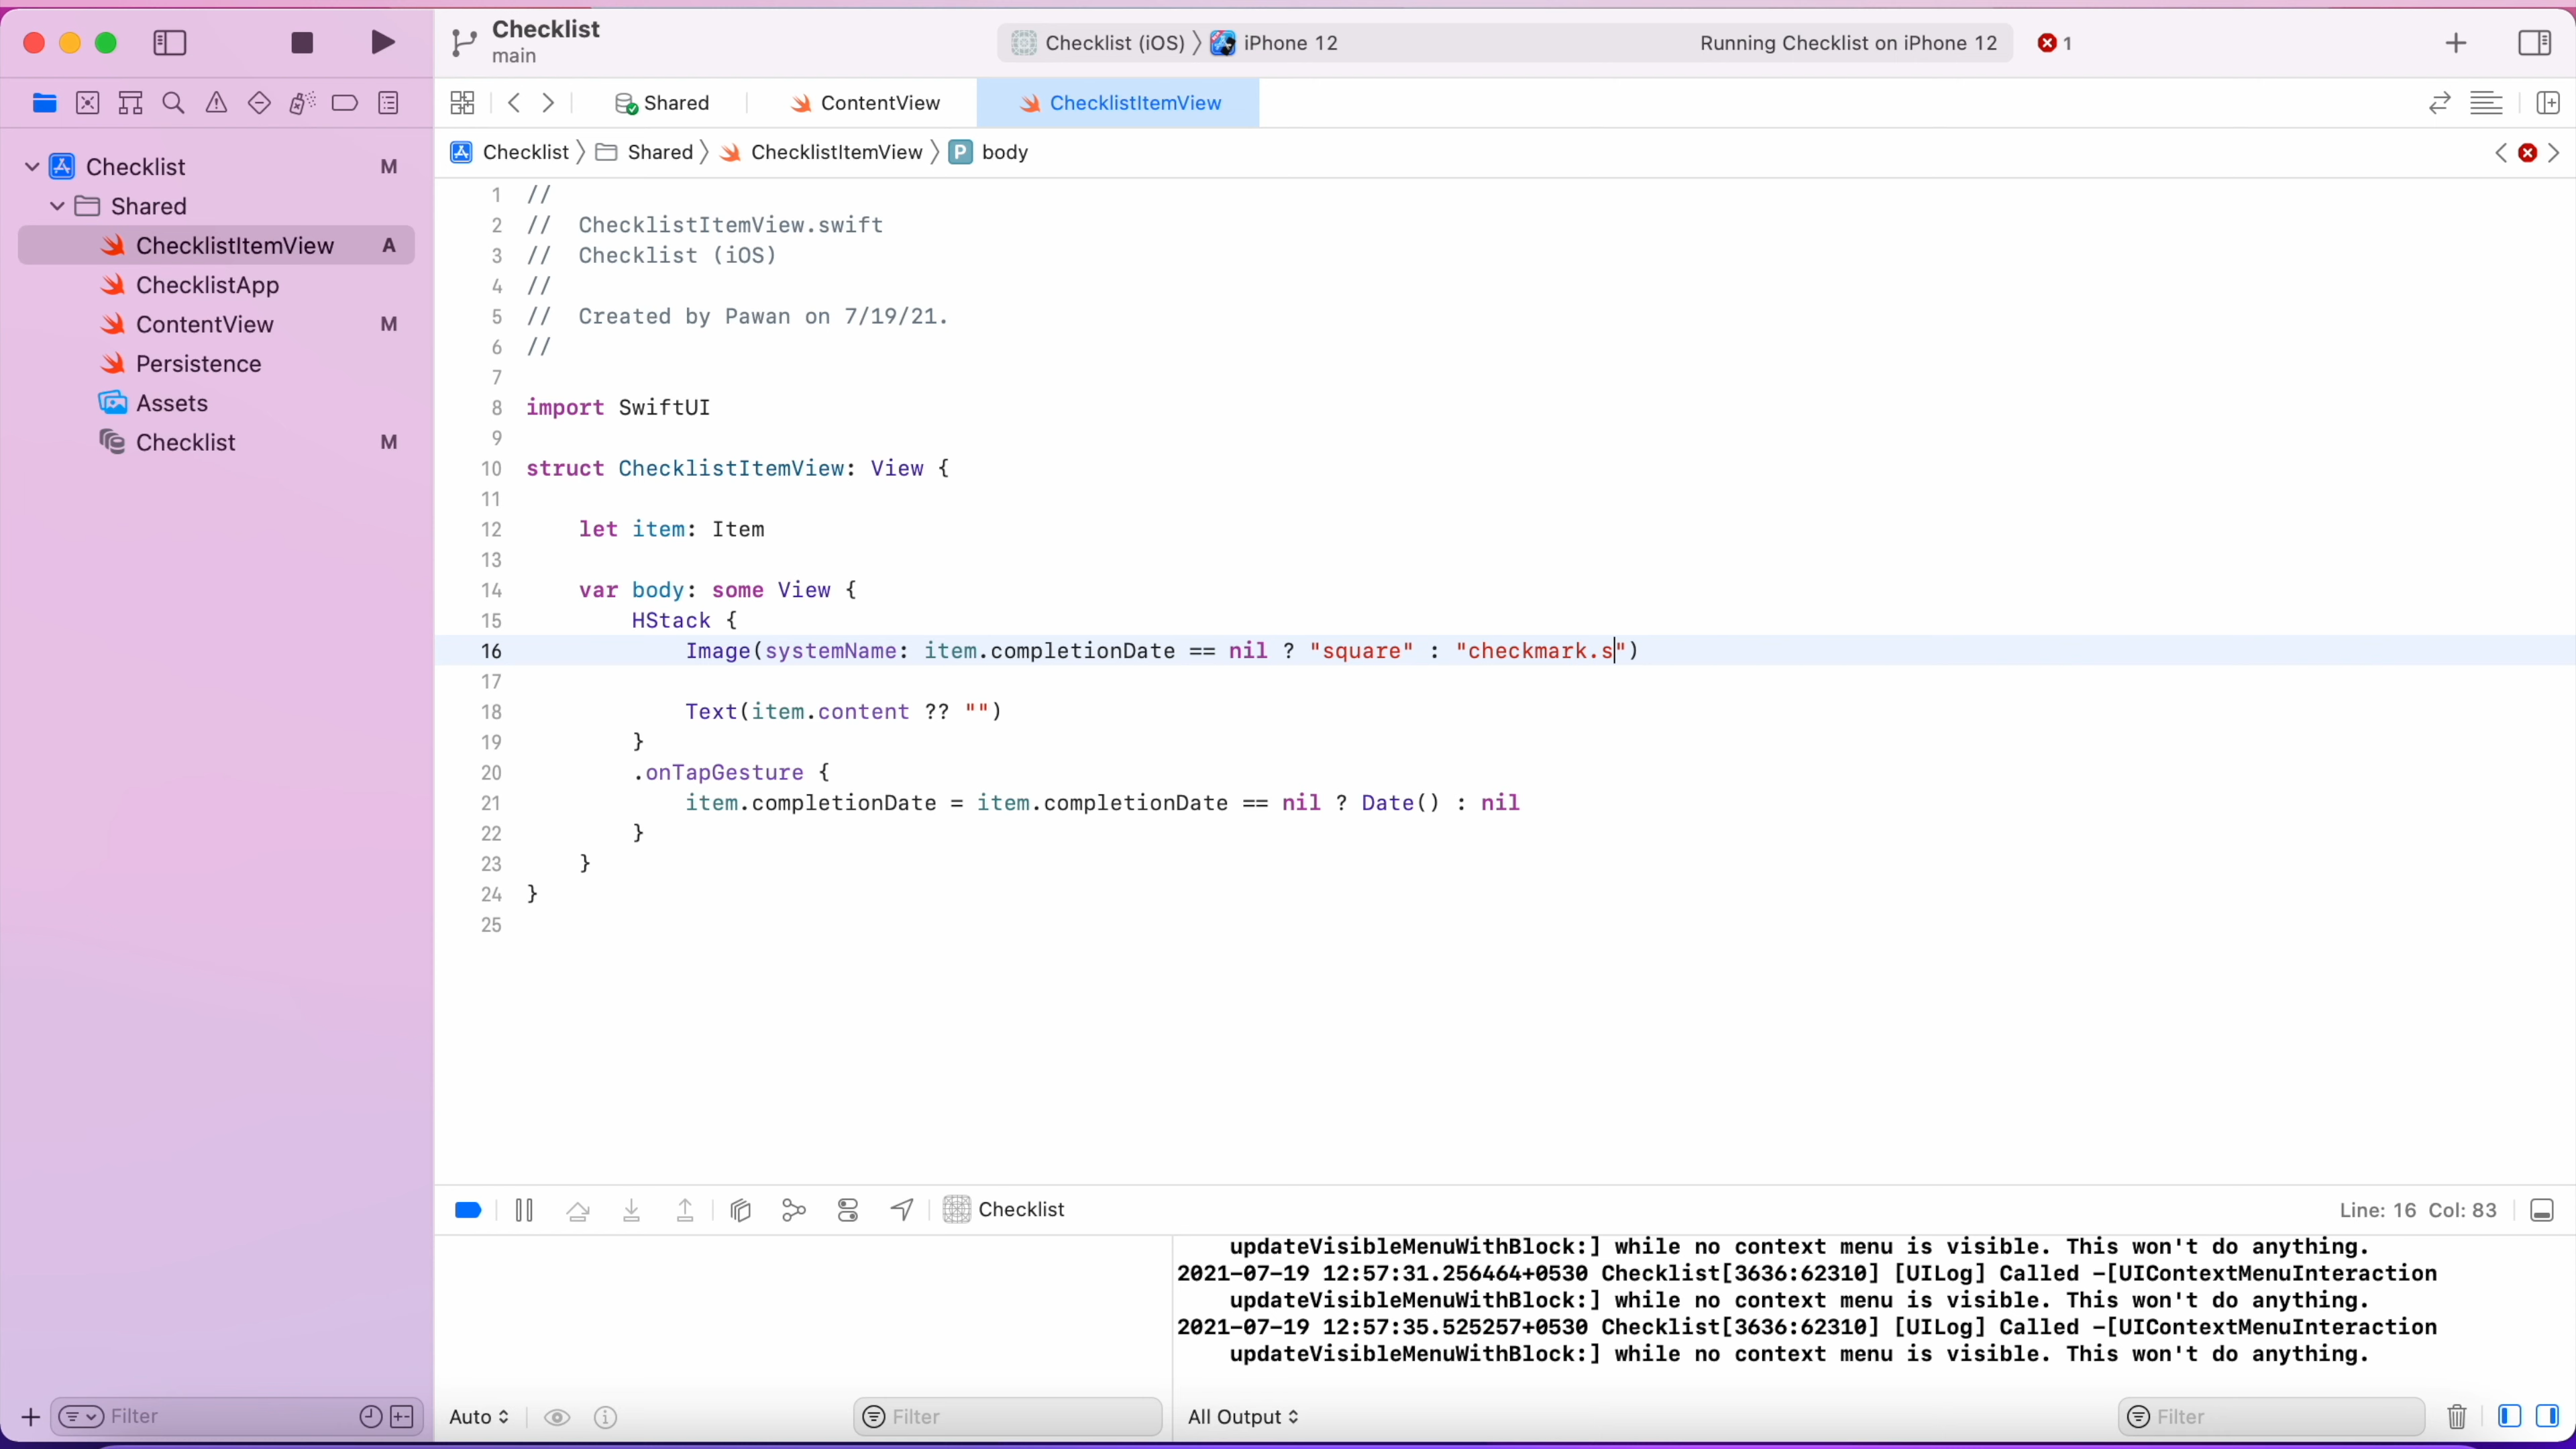 Checklist
main
Checklist (iOS) 〉 iPhone 12
Running Checklist on iPhone 12
1
Shared
ContentView
ChecklistItemView
Checklist 〉 Shared 〉 ChecklistItemView 〉 P body
Checklist M
Shared
ChecklistItemView A
ChecklistApp
ContentView M
Persistence
Assets
Checklist M
1 //
2 //  ChecklistItemView.swift
3 //  Checklist (iOS)
4 //
5 //  Created by Pawan on 7/19/21.
6 //
7
8 import SwiftUI
9
10 struct ChecklistItemView: View {
11
12     let item: Item
13
14     var body: some View {
15         HStack {
16             Image(systemName: item.completionDate == nil ? "square" : "checkmark.s")
17
18             Text(item.content ?? "")
19         }
20         .onTapGesture {
21             item.completionDate = item.completionDate == nil ? Date() : nil
22         }
23     }
24 }
25
Checklist
Line: 16  Col: 83
updateVisibleMenuWithBlock:] while no context menu is visible. This won't do anything.
2021-07-19 12:57:31.256464+0530 Checklist[3636:62310] [UILog] Called -[UIContextMenuInteraction
updateVisibleMenuWithBlock:] while no context menu is visible. This won't do anything.
2021-07-19 12:57:35.525257+0530 Checklist[3636:62310] [UILog] Called -[UIContextMenuInteraction
updateVisibleMenuWithBlock:] while no context menu is visible. This won't do anything.
Filter
Auto
Filter
All Output
Filter